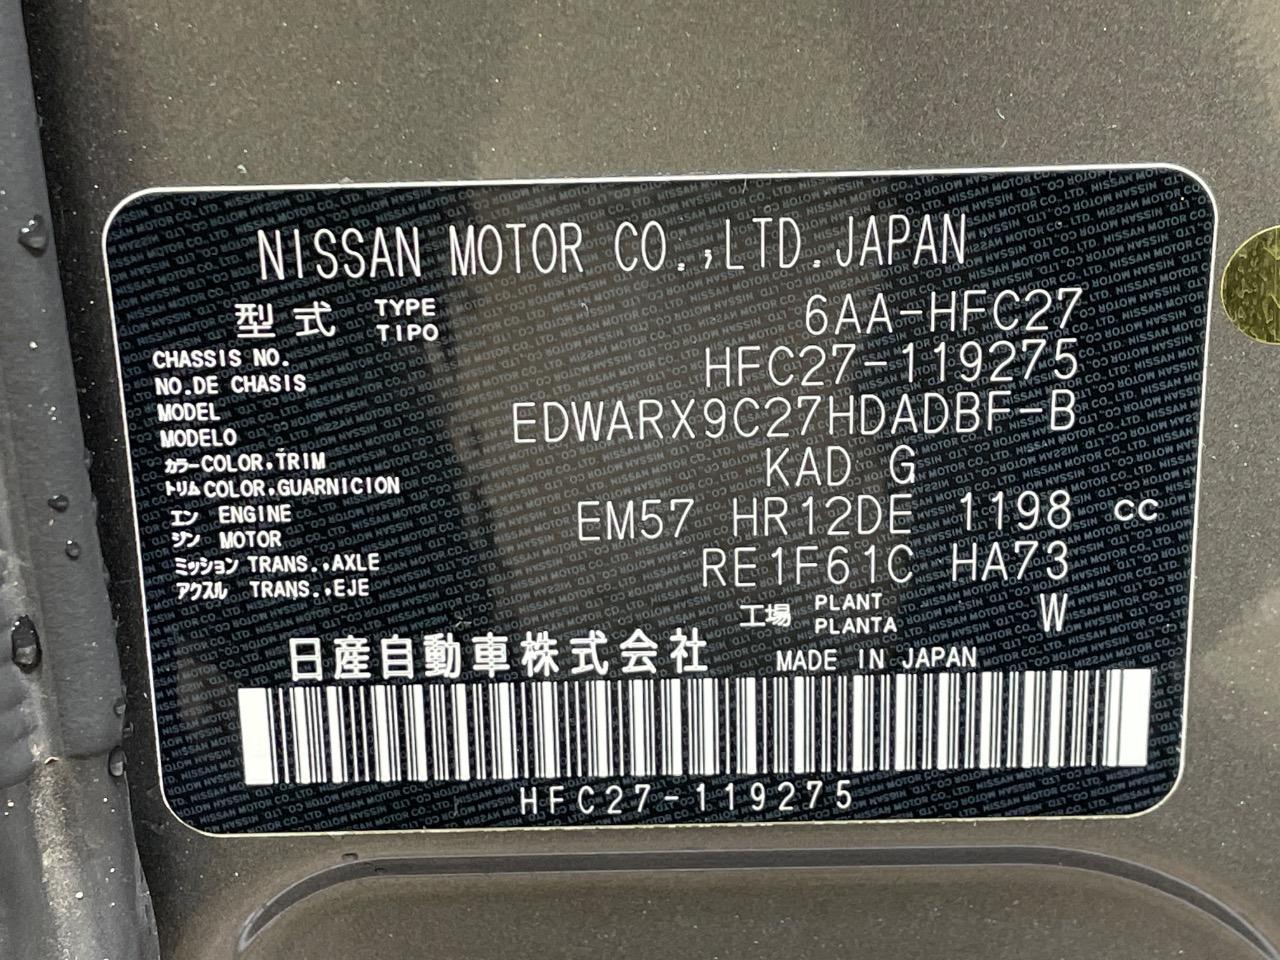 NISSAN MOTOR CO.,LTD.JAPAN
型式 TYPE TIPO 6AA-HFC27
CHASSIS NO.
NO.DE CHASIS HFC27-119275
MODEL
MODELO EDWARX9C27HDADBF-B
カラー COLOR,TRIM
トリム COLOR,GUARNICION KAD G
エン ENGINE
ジン MOTOR EM57 HR12DE 1198 cc
ミッション TRANS.,AXLE
アクスル TRANS.,EJE RE1F61C HA73
工場 PLANT PLANTA W
日産自動車株式会社 MADE IN JAPAN
HFC27-119275